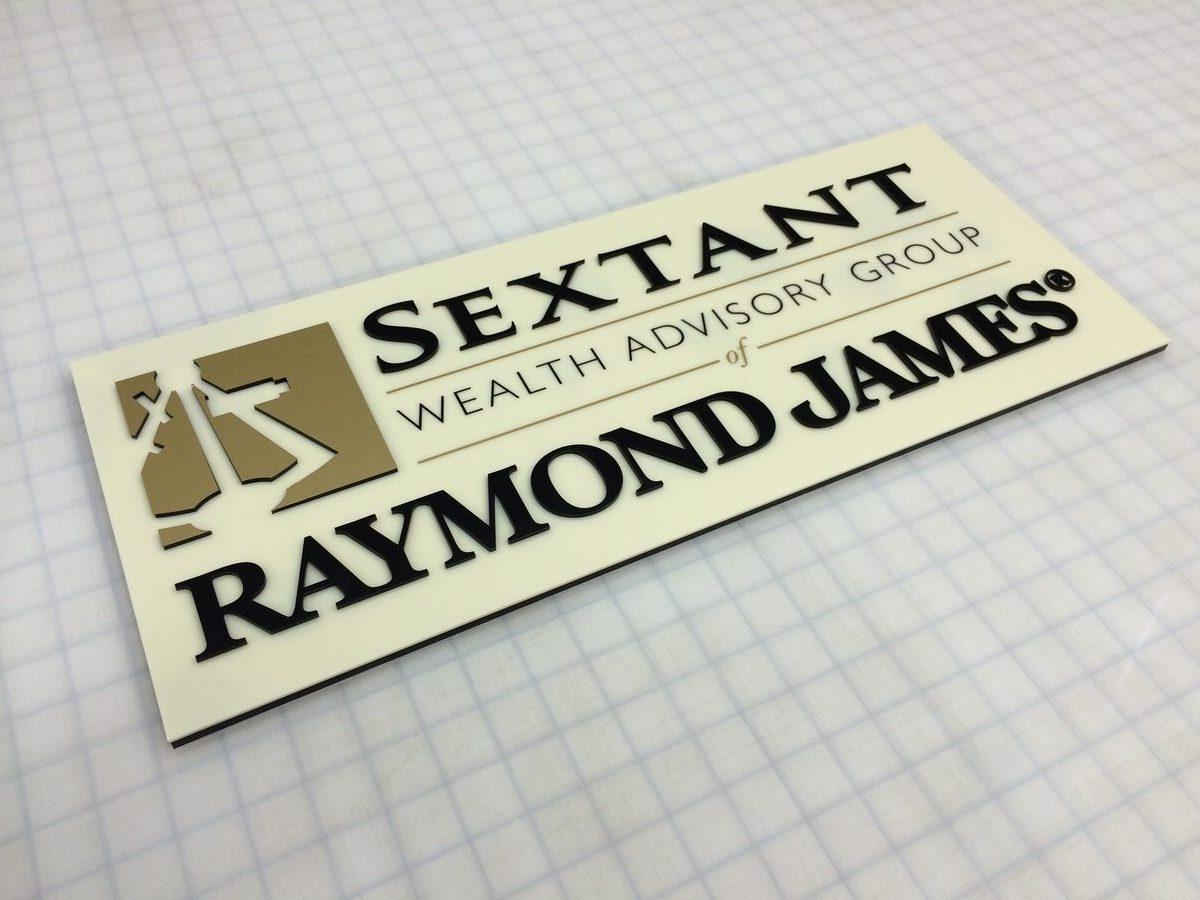 SEXTANT
WEALTH ADVISORY GROUP
of
RAYMOND JAMES®